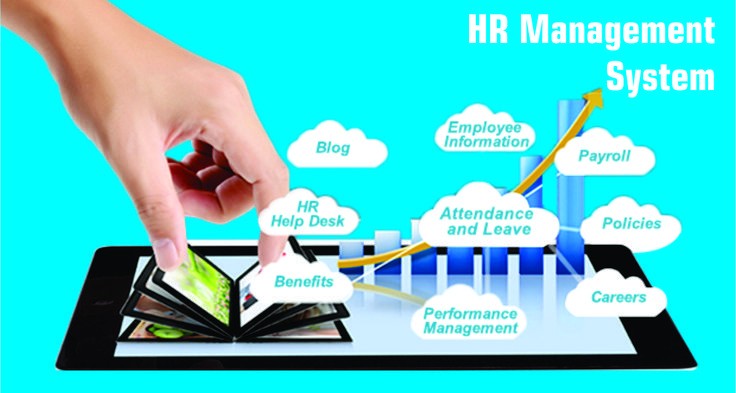 HR Management
System
Blog
Employee
Information
Payroll
HR
Help Desk
Attendance
and Leave
Policies
Benefits
Careers
Performance
Management